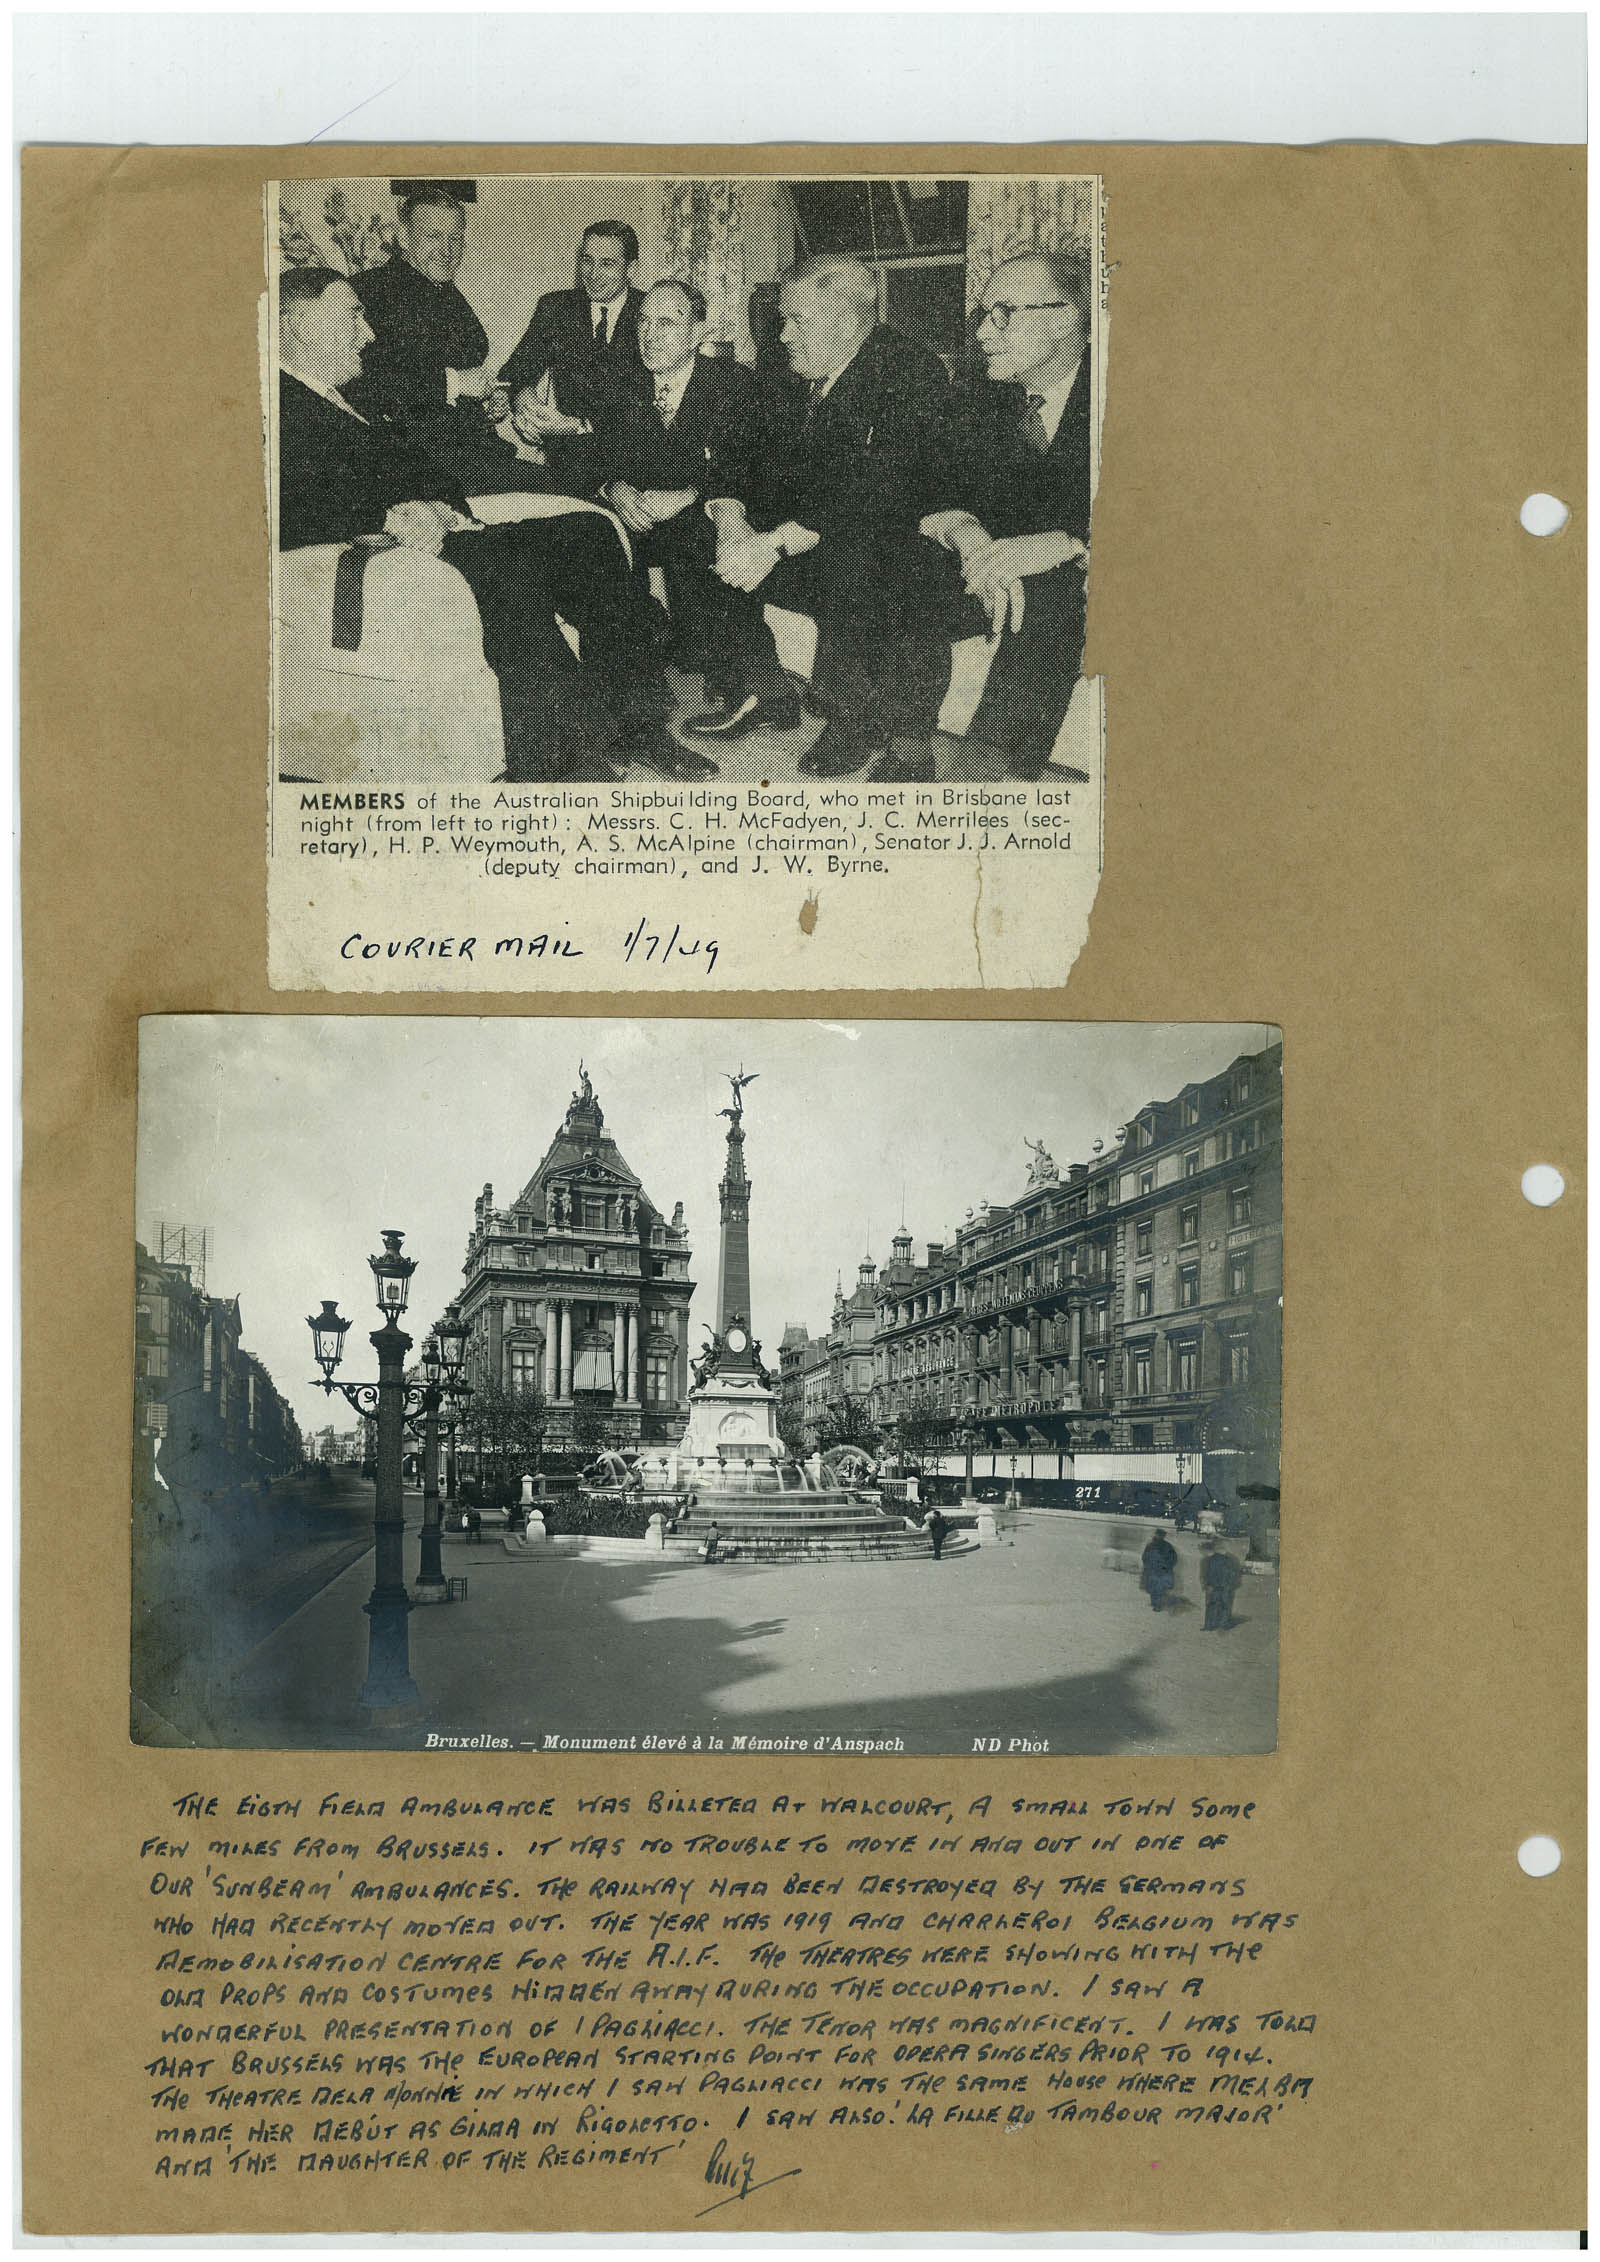 MEMBERS of the Australian Shipbuilding Board, who met in Brisbane last
night (from left to right): Messrs. C. H. McFadyen, J. C. Merrilees (sec-
retary), H. P. Weymouth, A. S. McAlpine (chairman), Senator J. J. Arnold
(deputy chairman), and J. W. Byrne.
COURIER MAIL 1/7/49
CAFE METROPOLE
271
Bruxelles. — Monument élevé à la Mémoire d'Anspach ND Phot
THE EIGTH FIELD AMBULANCE WAS BILLETED AT WALCOURT, A SMALL TOWN SOME
FEW MILES FROM BRUSSELS. IT WAS NO TROUBLE TO MOVE IN AND OUT IN ONE OF
OUR 'SUNBEAM' AMBULANCES. THE RAILWAY HAD BEEN DESTROYED BY THE GERMANS
WHO HAD RECENTLY MOVED OUT. THE YEAR WAS 1919 AND CHARLEROI BELGIUM WAS
DEMOBILISATION CENTRE FOR THE A.I.F. THE THEATRES WERE SHOWING WITH THE
OLD PROPS AND COSTUMES HIDDEN AWAY DURING THE OCCUPATION. I SAW A
WONDERFUL PRESENTATION OF I PAGLIACCI. THE TENOR WAS MAGNIFICENT. I WAS TOLD
THAT BRUSSELS WAS THE EUROPEAN STARTING POINT FOR OPERA SINGERS PRIOR TO 1914.
THE THEATRE DELA MONNIE IN WHICH I SAW PAGLIACCI WAS THE SAME HOUSE WHERE MELBA
MADE HER DEBUT AS GILDA IN RIGOLETTO. I SAW ALSO 'LA FILLE DU TAMBOUR MAJOR'
AND 'THE DAUGHTER OF THE REGIMENT'